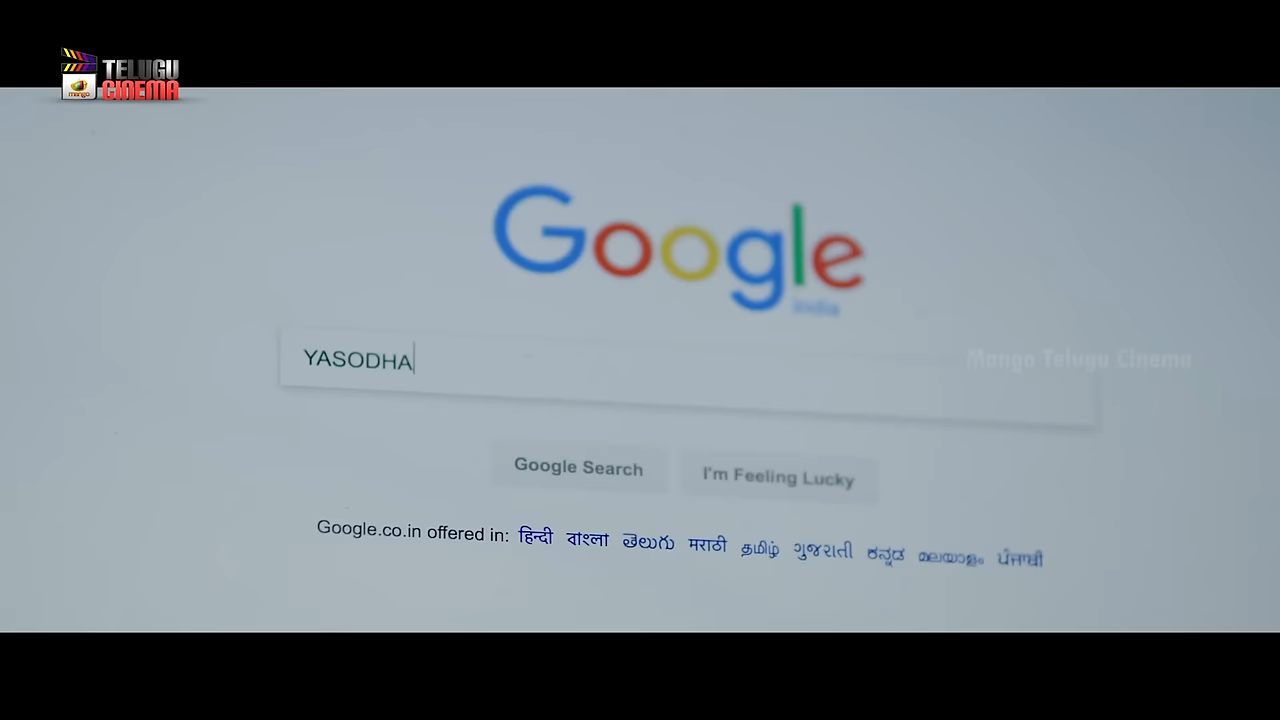 TELUGU
CINEMA
mango
Google
India
YASODHA
Mango Telugu Cinema
Google Search
I'm Feeling Lucky
Google.co.in offered in: हिन्दी বাংলা తెలుగు मराठी தமிழ் ગુજરાતી ಕನ್ನಡ മലയാളം ਪੰਜਾਬੀ